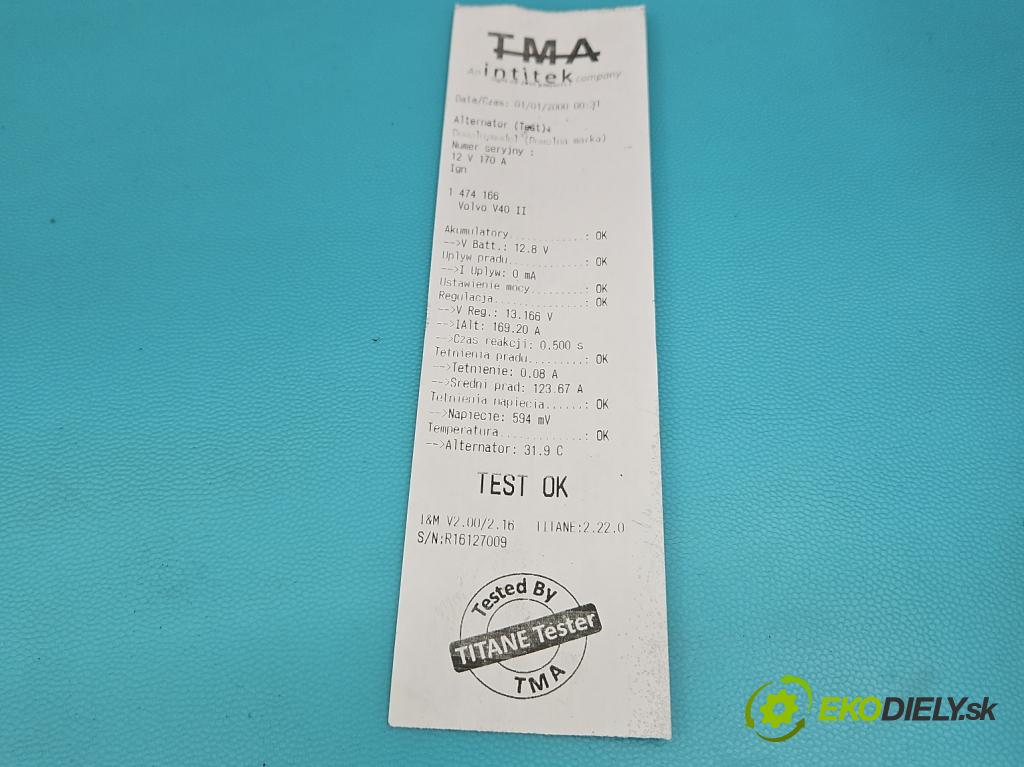 TMA
An intitek company
Data/Czas: 01/01/2000 00:31
Alternator (Test)
(Dowolna marka)
Numer seryjny :
12 V 170 A
Ign
1 474 166
Volvo V40 II
Akumulatory...........: OK
-->V Batt.: 12.8 V
Uplyw pradu...........: OK
-->I Uplyw: 0 mA
Ustawienie mocy.......: OK
Regulacja.............: OK
-->V Reg.: 13.166 V
-->IAlt: 169.20 A
-->Czas reakcji: 0.500 s
Tetnienia pradu.......: OK
-->Tetnienie: 0.08 A
-->Sredni prad: 123.67 A
Tetnienia napiecia......: OK
-->Napiecie: 594 mV
Temperatura...........: OK
-->Alternator: 31.9 C
TEST OK
I&M V2.00/2.16 TITANE:2.22.0
S/N:R16127009
Tested By
TITANE Tester
TMA
EKODIELY.sk